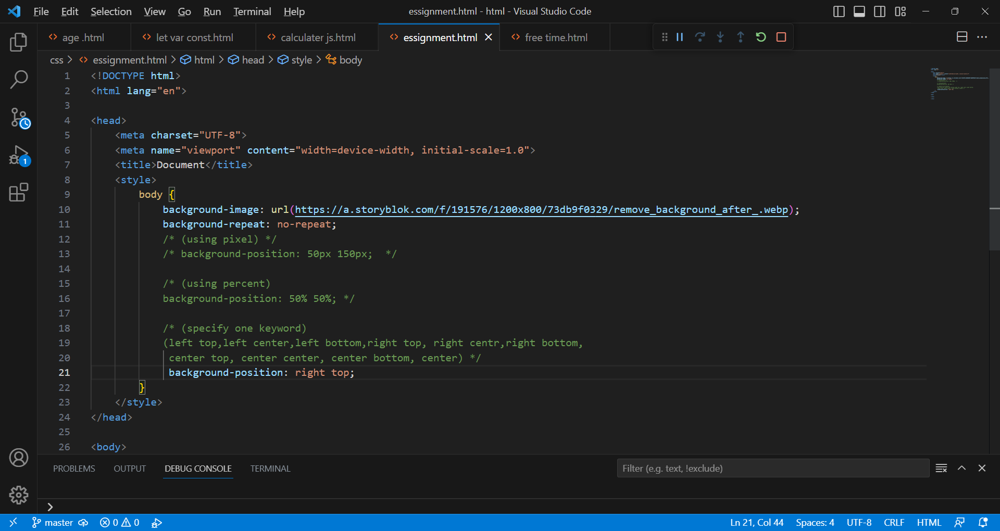 File Edit Selection View Go Run Terminal Help essignment.html - html - Visual Studio Code
age .html let var const.html calculater js.html essignment.html free time.html
css > essignment.html > html > head > style > body
1 <!DOCTYPE html>
2 <html lang="en">
3
4 <head>
5 <meta charset="UTF-8">
6 <meta name="viewport" content="width=device-width, initial-scale=1.0">
7 <title>Document</title>
8 <style>
9 body {
10 background-image: url(https://a.storyblok.com/f/191576/1200x800/73db9f0329/remove_background_after_.webp);
11 background-repeat: no-repeat;
12 /* (using pixel) */
13 /* background-position: 50px 150px;  */
14
15 /* (using percent)
16 background-position: 50% 50%; */
17
18 /* (specify one keyword)
19 (left top,left center,left bottom,right top, right centr,right bottom,
20 center top, center center, center bottom, center) */
21 background-position: right top;
22 }
23 </style>
24 </head>
25
26 <body>
1
PROBLEMS OUTPUT DEBUG CONSOLE TERMINAL Filter (e.g. text, !exclude)
master 0 0 Ln 21, Col 44 Spaces: 4 UTF-8 CRLF HTML